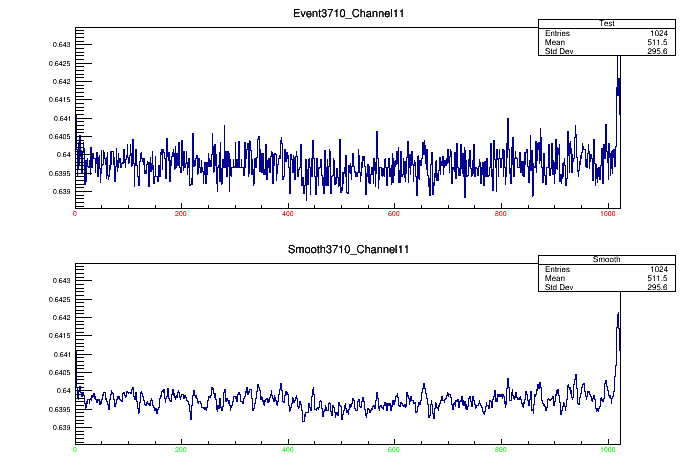 Event3710_Channel11
Test
Entries 1024
Mean 511.5
Std Dev 295.6
0.643
0.6425
0.642
0.6415
0.641
0.6405
0.64
0.6395
0.639
0 200 400 600 800 1000
Smooth3710_Channel11
Smooth
Entries 1024
Mean 511.5
Std Dev 295.6
0.643
0.6425
0.642
0.6415
0.641
0.6405
0.64
0.6395
0.639
0 200 400 600 800 1000